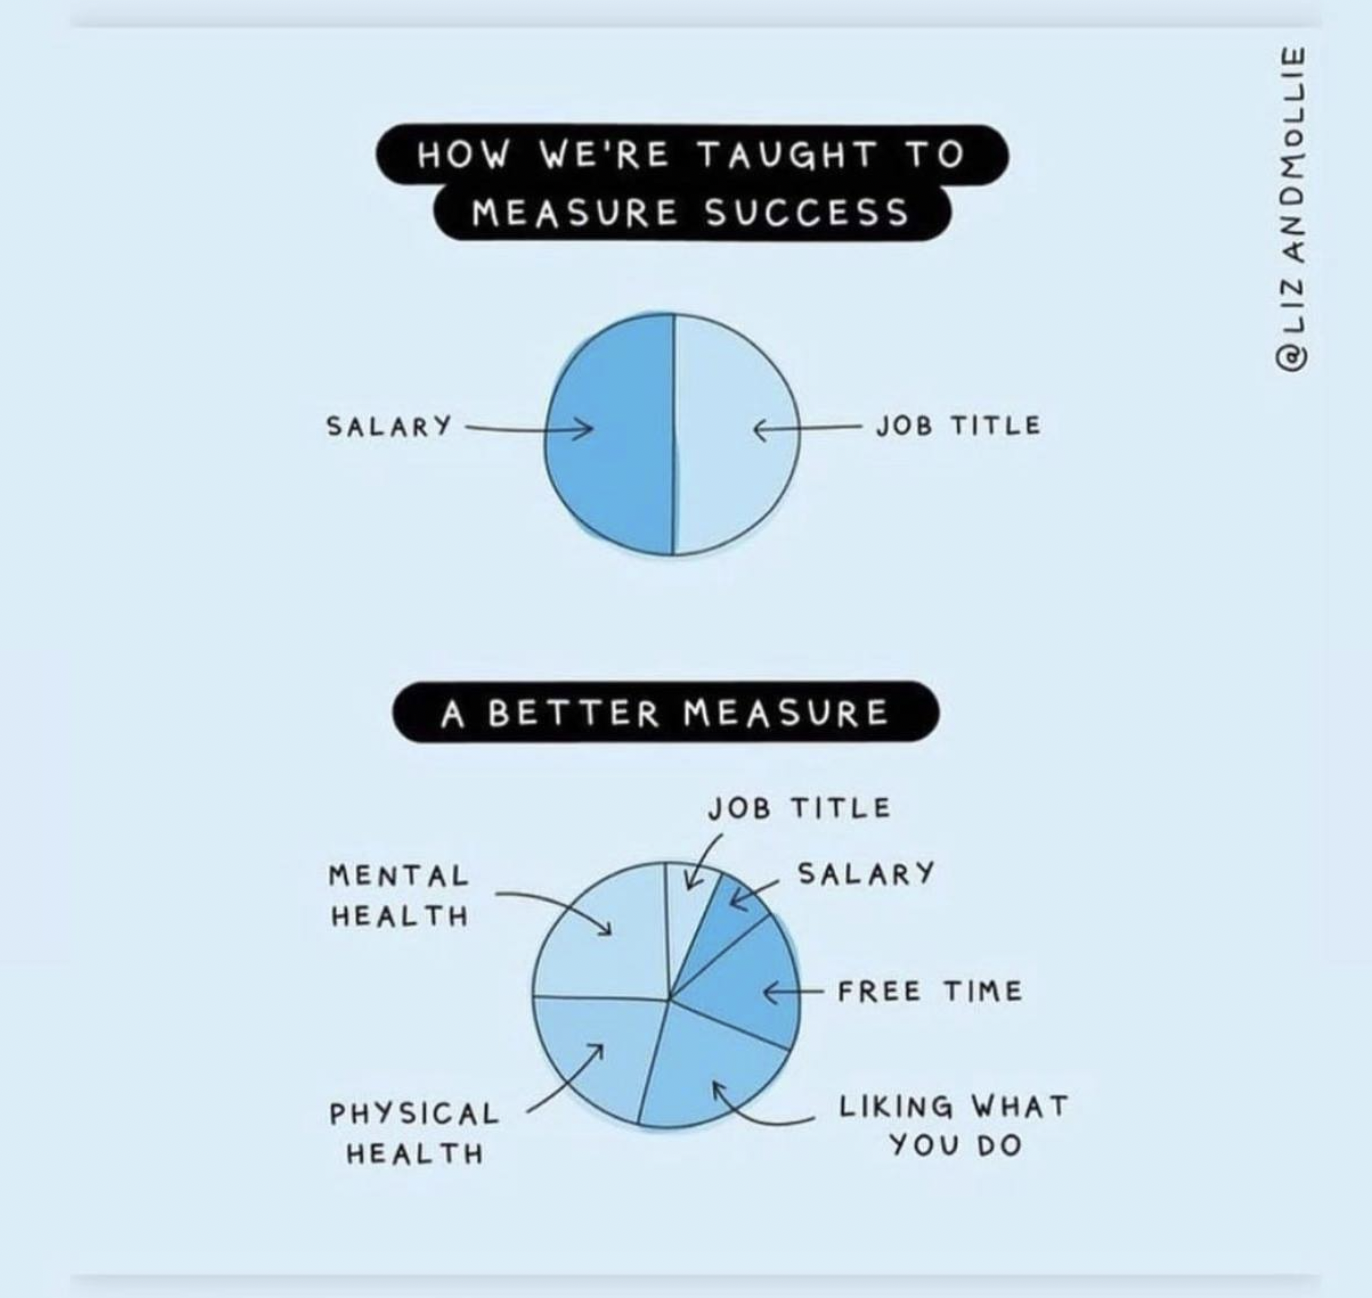 HOW WE'RE TAUGHT TO
MEASURE SUCCESS
SALARY
JOB TITLE
A BETTER MEASURE
JOB TITLE
MENTAL
HEALTH
SALARY
FREE TIME
PHYSICAL
HEALTH
LIKING WHAT
YOU DO
@LIZ ANDMOLLIE